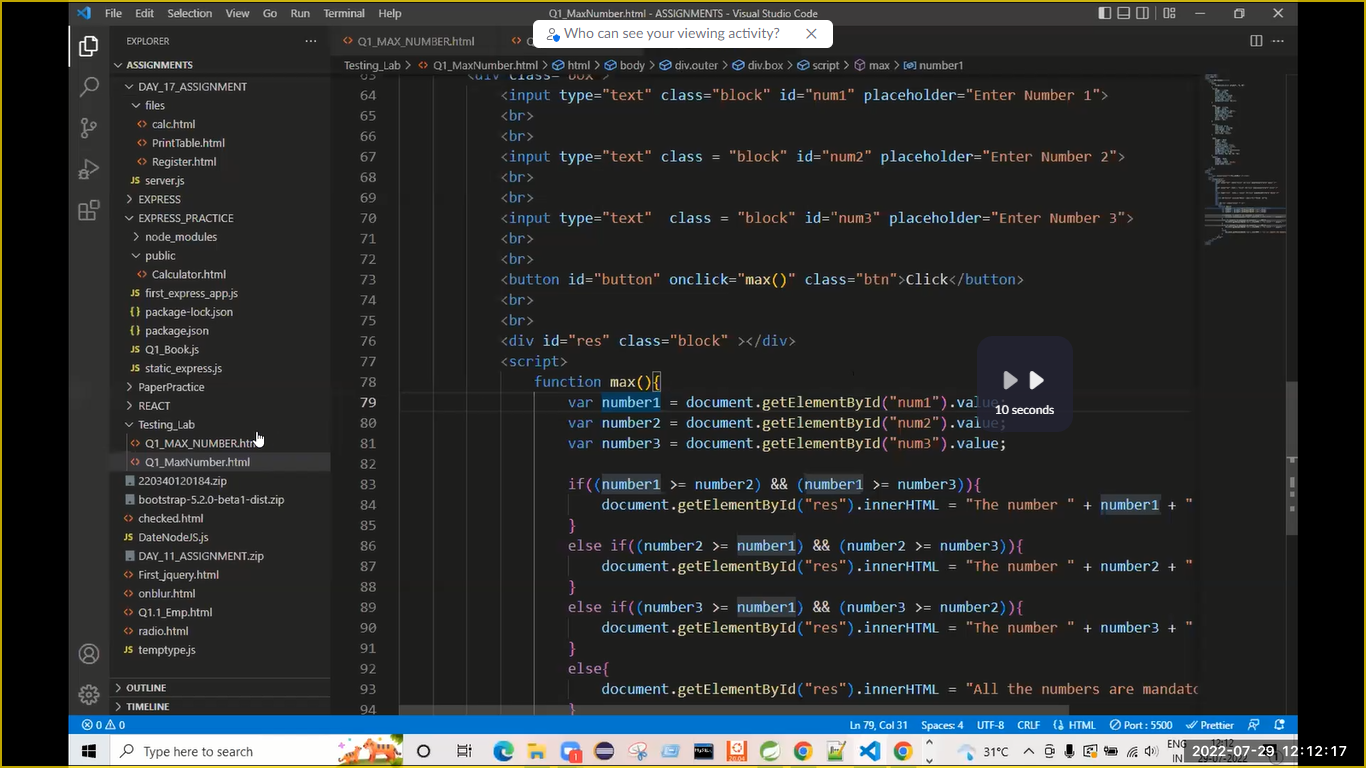 File Edit Selection View Go Run Terminal Help
Q1_MaxNumber.html - ASSIGNMENTS - Visual Studio Code
Who can see your viewing activity?
EXPLORER
ASSIGNMENTS
DAY_17_ASSIGNMENT
files
calc.html
PrintTable.html
Register.html
JS server.js
EXPRESS
EXPRESS_PRACTICE
node_modules
public
Calculator.html
JS first_express_app.js
{} package-lock.json
{} package.json
JS Q1_Book.js
JS static_express.js
PaperPractice
REACT
Testing_Lab
Q1_MAX_NUMBER.html
Q1_MaxNumber.html
220340120184.zip
bootstrap-5.2.0-beta1-dist.zip
checked.html
JS DateNodeJS.js
DAY_11_ASSIGNMENT.zip
First_jquery.html
onblur.html
Q1.1_Emp.html
radio.html
JS temptype.js
OUTLINE
TIMELINE
Q1_MAX_NUMBER.html
Testing_Lab > Q1_MaxNumber.html > html > body > div.outer > div.box > script > max > number1
63 <div class="box">
64 <input type="text" class="block" id="num1" placeholder="Enter Number 1">
65 <br>
66 <br>
67 <input type="text" class = "block" id="num2" placeholder="Enter Number 2">
68 <br>
69 <br>
70 <input type="text"  class = "block" id="num3" placeholder="Enter Number 3">
71 <br>
72 <br>
73 <button id="button" onclick="max()" class="btn">Click</button>
74 <br>
75 <br>
76 <div id="res" class="block" ></div>
77 <script>
78 function max(){
79 var number1 = document.getElementById("num1").value;
80 var number2 = document.getElementById("num2").value;
81 var number3 = document.getElementById("num3").value;
82
83 if((number1 >= number2) && (number1 >= number3)){
84 document.getElementById("res").innerHTML = "The number " + number1 + "
85 }
86 else if((number2 >= number1) && (number2 >= number3)){
87 document.getElementById("res").innerHTML = "The number " + number2 + "
88 }
89 else if((number3 >= number1) && (number3 >= number2)){
90 document.getElementById("res").innerHTML = "The number " + number3 + "
91 }
92 else{
93 document.getElementById("res").innerHTML = "All the numbers are mandato
94 }
10 seconds
0 0
Ln 79, Col 31 Spaces: 4 UTF-8 CRLF {} HTML Port : 5500 Prettier
Type here to search
31°C
ENG
IN
2022-07-29, 12:12:17